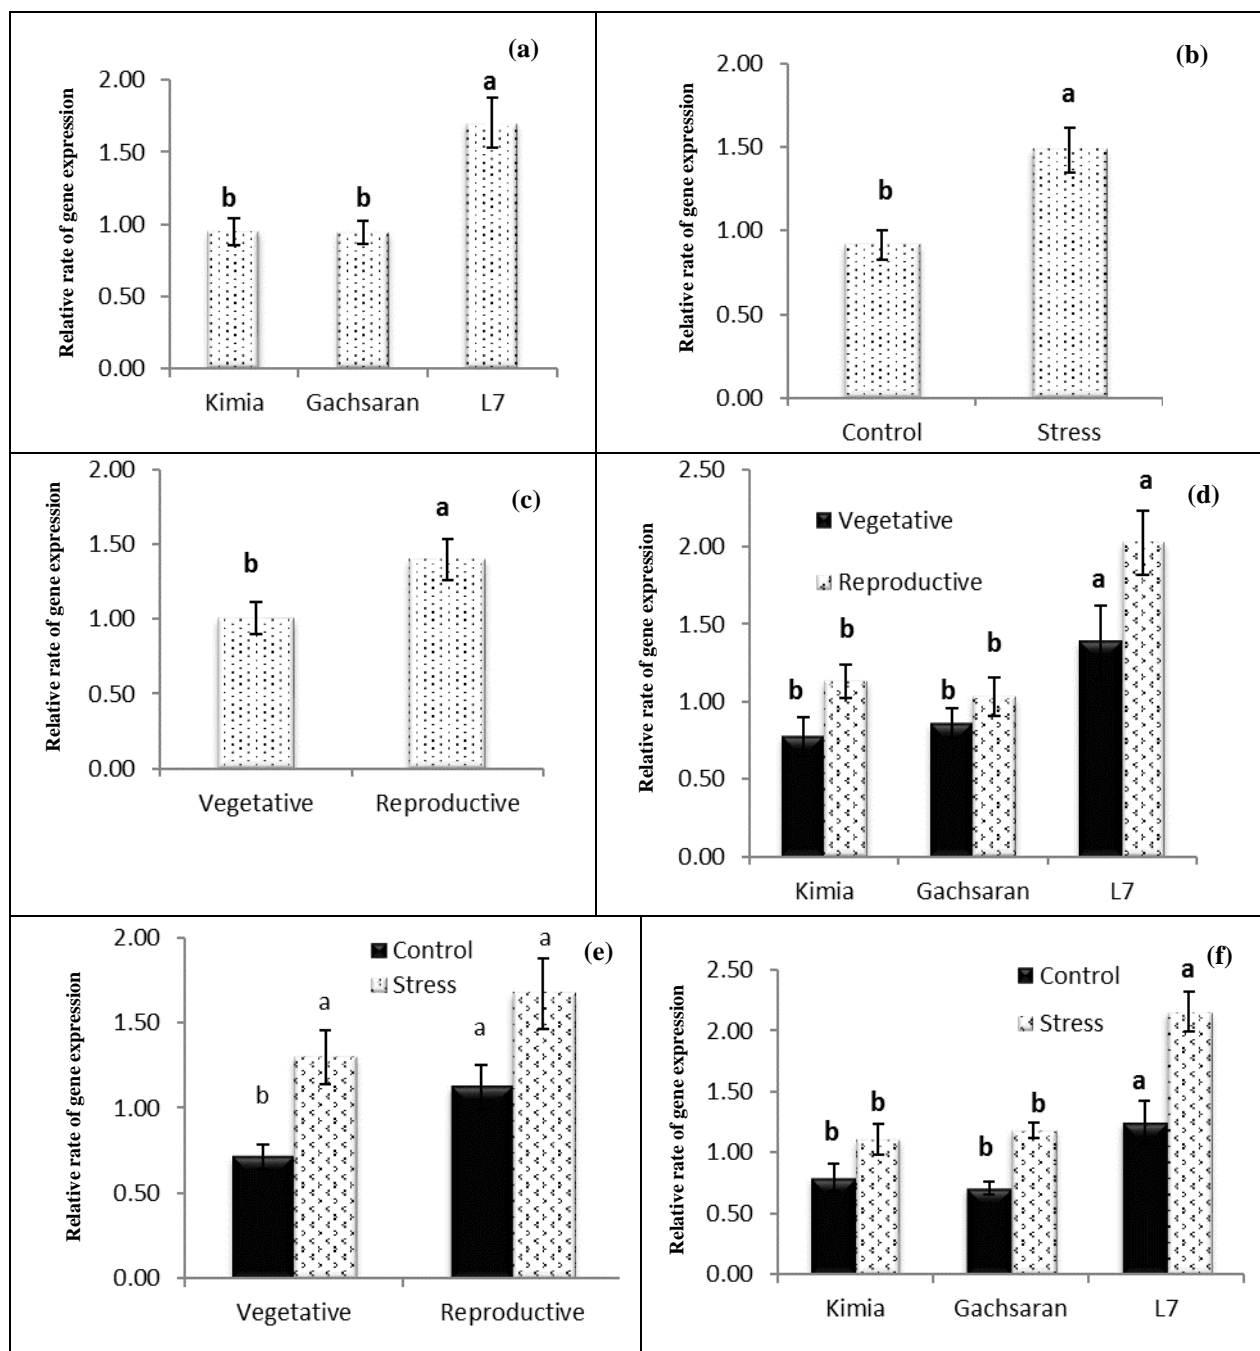 (a)
Relative rate of gene expression
2.00
1.50
1.00
0.50
0.00
b
b
a
Kimia
Gachsaran
L7
(b)
Relative rate of gene expression
2.00
1.50
1.00
0.50
0.00
b
a
Control
Stress
(c)
Relative rate of gene expression
2.00
1.50
1.00
0.50
0.00
b
a
Vegetative
Reproductive
(d)
Relative rate of gene expression
2.50
2.00
1.50
1.00
0.50
0.00
Vegetative
Reproductive
b
b
b
b
a
a
Kimia
Gachsaran
L7
(e)
Relative rate of gene expression
2.00
1.50
1.00
0.50
0.00
Control
Stress
b
a
a
a
Vegetative
Reproductive
(f)
Relative rate of gene expression
2.50
2.00
1.50
1.00
0.50
0.00
Control
Stress
b
b
b
b
a
a
Kimia
Gachsaran
L7